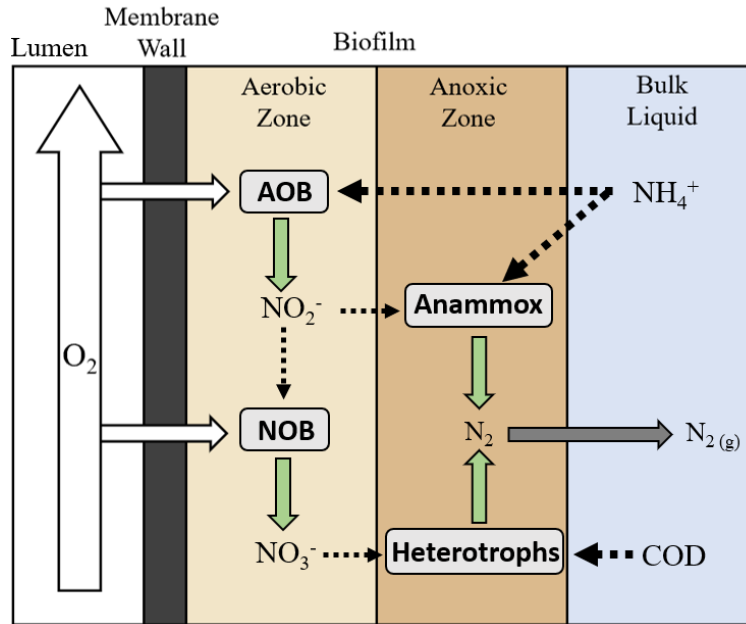 Lumen
Membrane
Wall
Biofilm
Aerobic
Zone
Anoxic
Zone
Bulk
Liquid
AOB
NH₄⁺
NO₂⁻
Anammox
O₂
NOB
N₂
N₂ (g)
NO₃⁻
Heterotrophs
COD